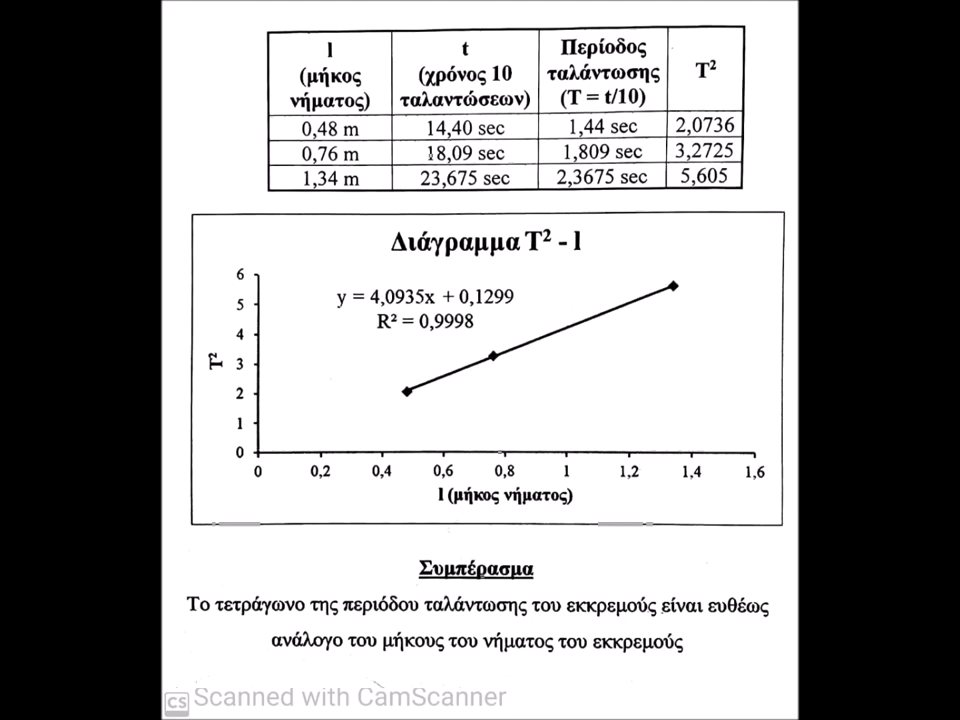 l t Περίοδος T²
(μήκος (χρόνος 10 ταλάντωσης
νήματος) ταλαντώσεων) (T = t/10)
0,48 m 14,40 sec 1,44 sec 2,0736
0,76 m 18,09 sec 1,809 sec 3,2725
1,34 m 23,675 sec 2,3675 sec 5,605
Διάγραμμα T² - l
y = 4,0935x + 0,1299
R² = 0,9998
T²
6
5
4
3
2
1
0
0 0,2 0,4 0,6 0,8 1 1,2 1,4 1,6
l (μήκος νήματος)
Συμπέρασμα
Το τετράγωνο της περιόδου ταλάντωσης του εκκρεμούς είναι ευθέως
ανάλογο του μήκους του νήματος του εκκρεμούς
CS Scanned with CamScanner